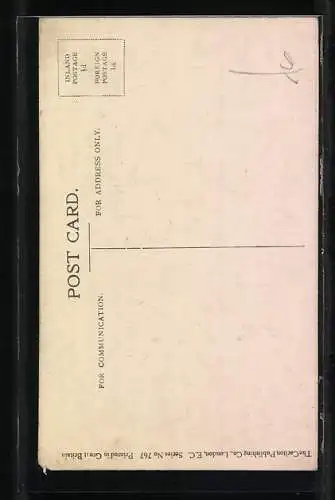 POST CARD.
INLAND
POSTAGE
½d
FOREIGN
POSTAGE
1d
FOR COMMUNICATION.
FOR ADDRESS ONLY.
The Carlton Publishing Co., London, E.C. Series No 767 Printed in Great Britain